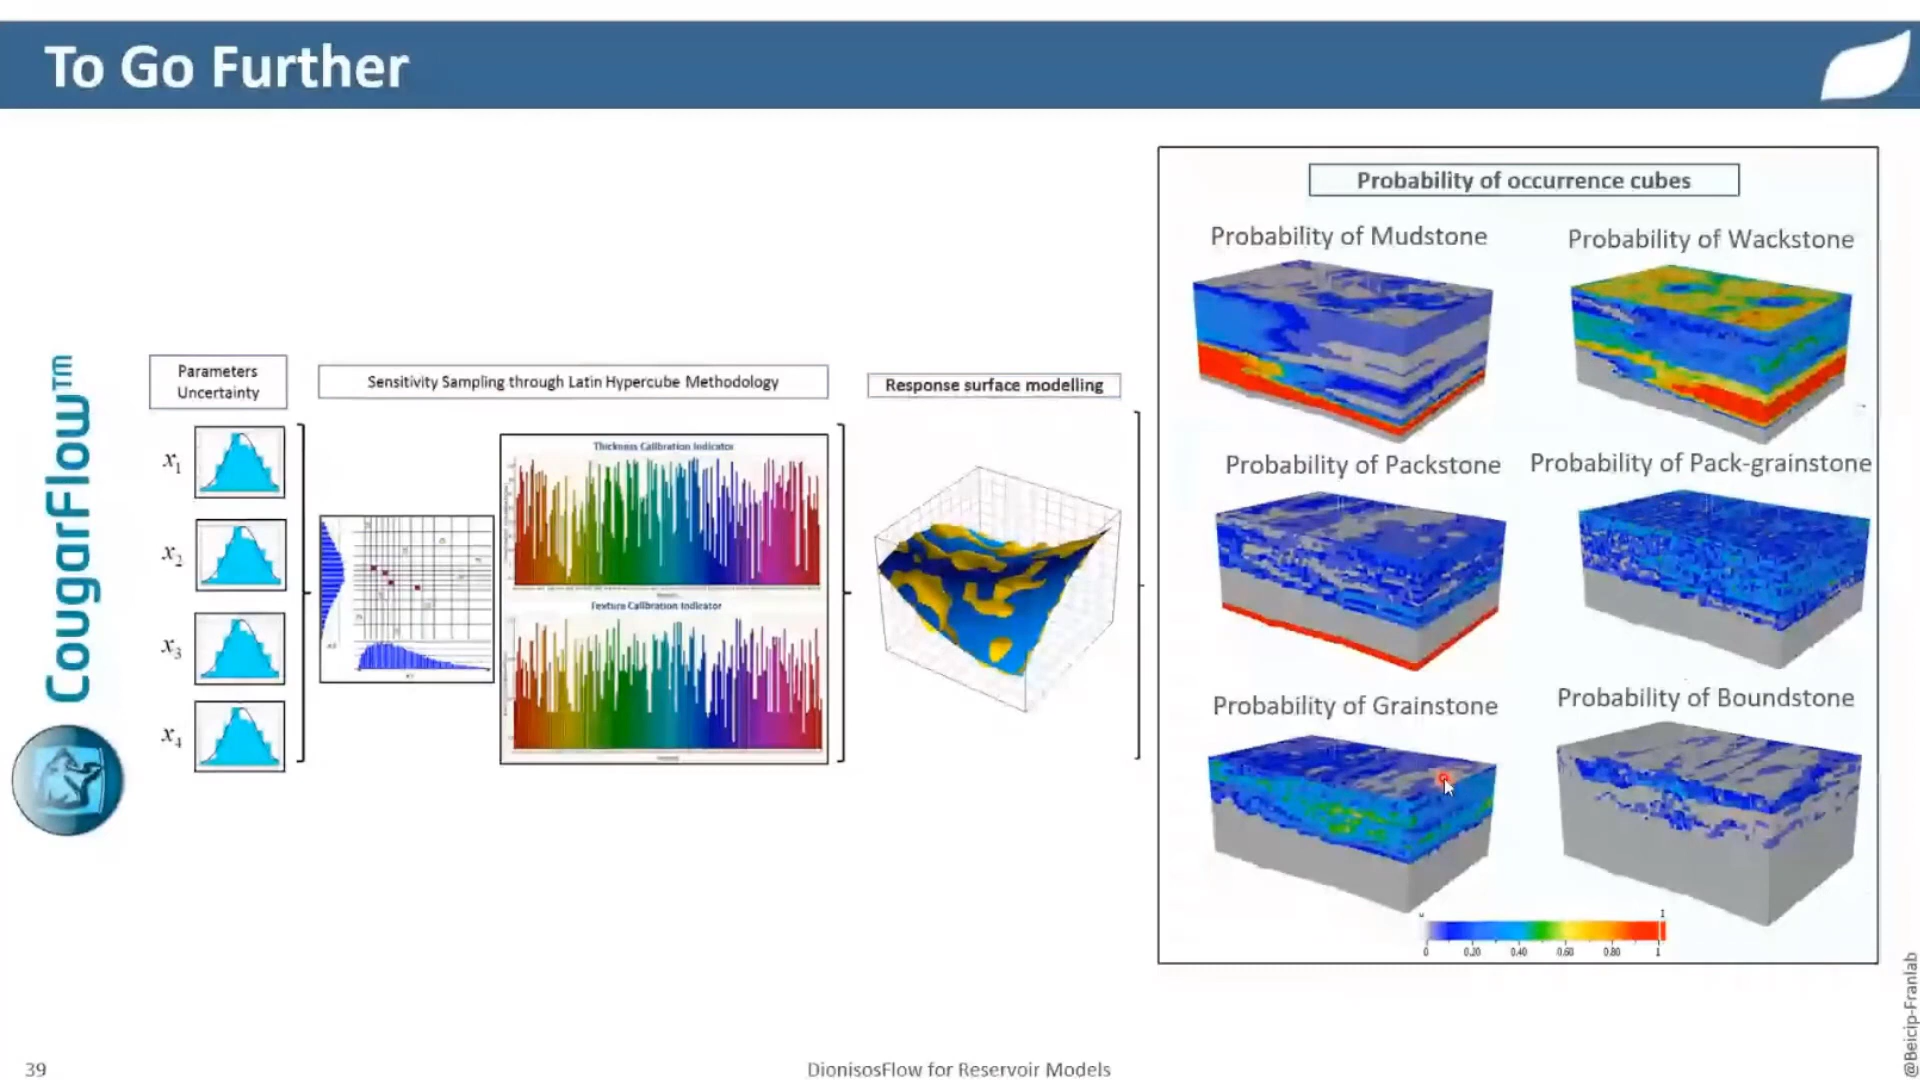 To Go Further
CougarFlow™
Parameters
Uncertainty
x1
x2
x3
x4
Sensitivity Sampling through Latin Hypercube Methodology
Thickness Calibration Indicator
Texture Calibration Indicator
Response surface modelling
Probability of occurrence cubes
Probability of Mudstone
Probability of Wackstone
Probability of Packstone
Probability of Pack-grainstone
Probability of Grainstone
Probability of Boundstone
0 0.20 0.40 0.60 0.80 1
@Beicip-Franlab
39
DionisosFlow for Reservoir Models